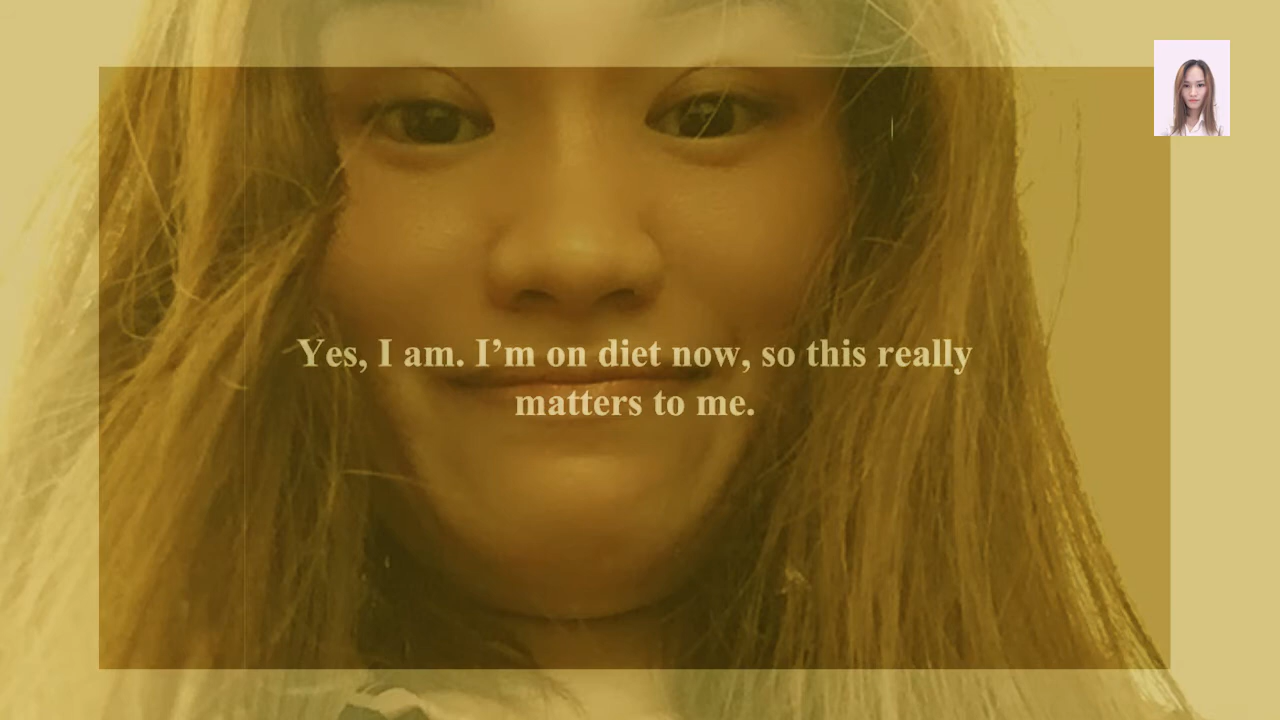 Yes, I am. I’m on diet now, so this really
matters to me.